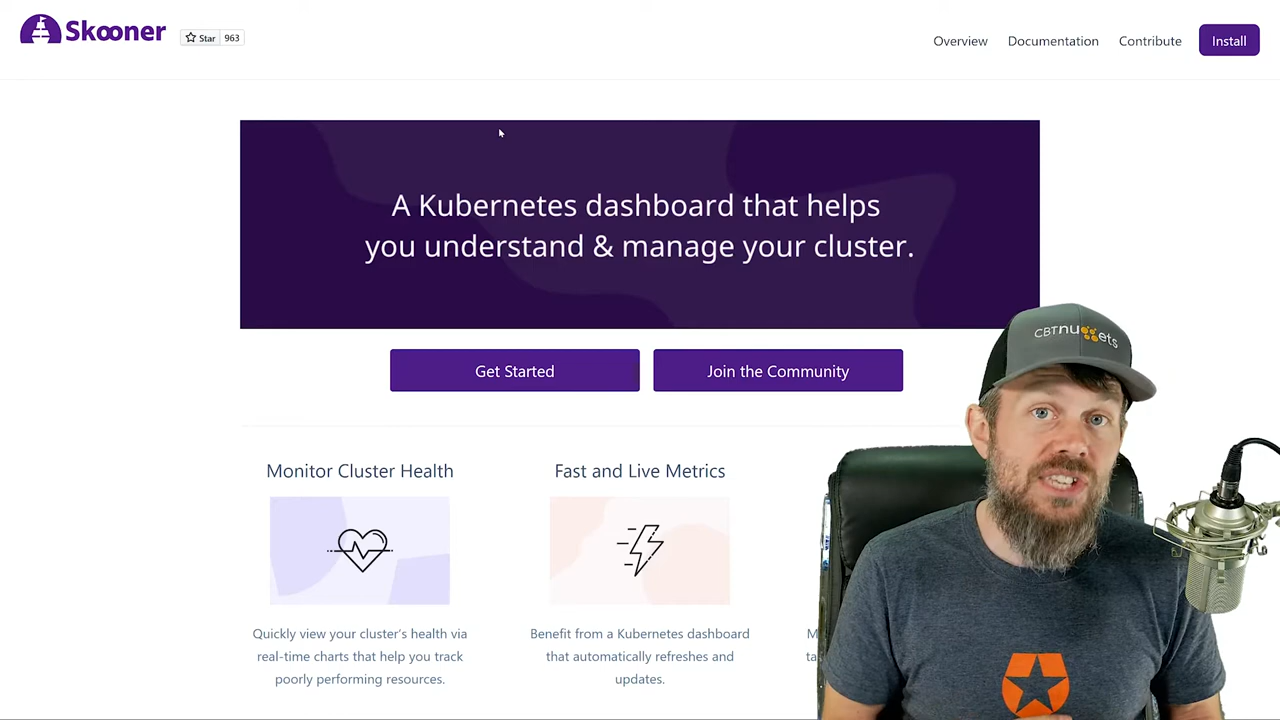 Skooner
Star 963
Overview
Documentation
Contribute
Install
A Kubernetes dashboard that helps
you understand & manage your cluster.
Get Started
Join the Community
Monitor Cluster Health
Fast and Live Metrics
Quickly view your cluster's health via
real-time charts that help you track
poorly performing resources.
Benefit from a Kubernetes dashboard
that automatically refreshes and
updates.
CBTnuggets